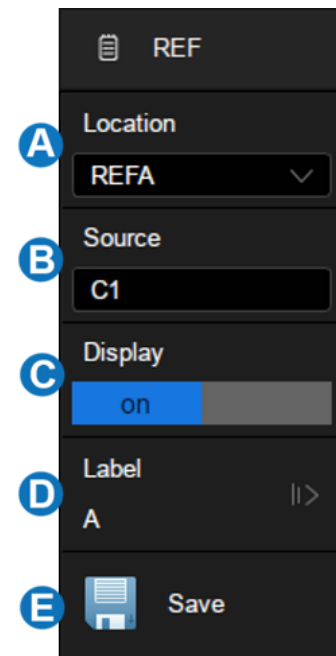 REF
A
Location
REFA
B
Source
C1
C
Display
on
D
Label
A
E
Save